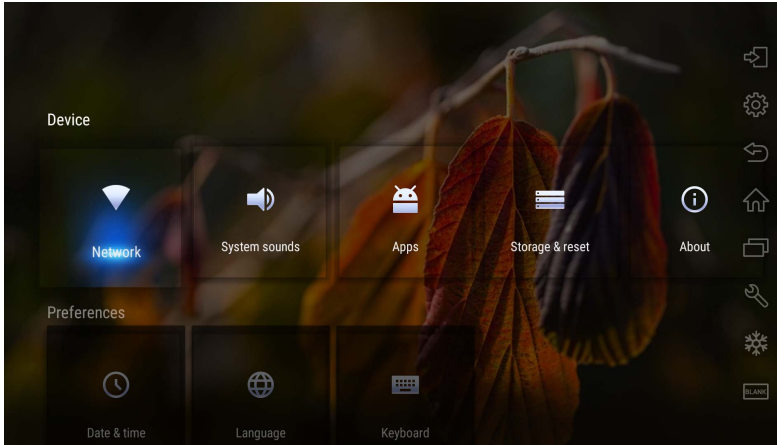 Device
Network
System sounds
Apps
Storage & reset
About
Preferences
Date & time
Language
Keyboard
BLANK